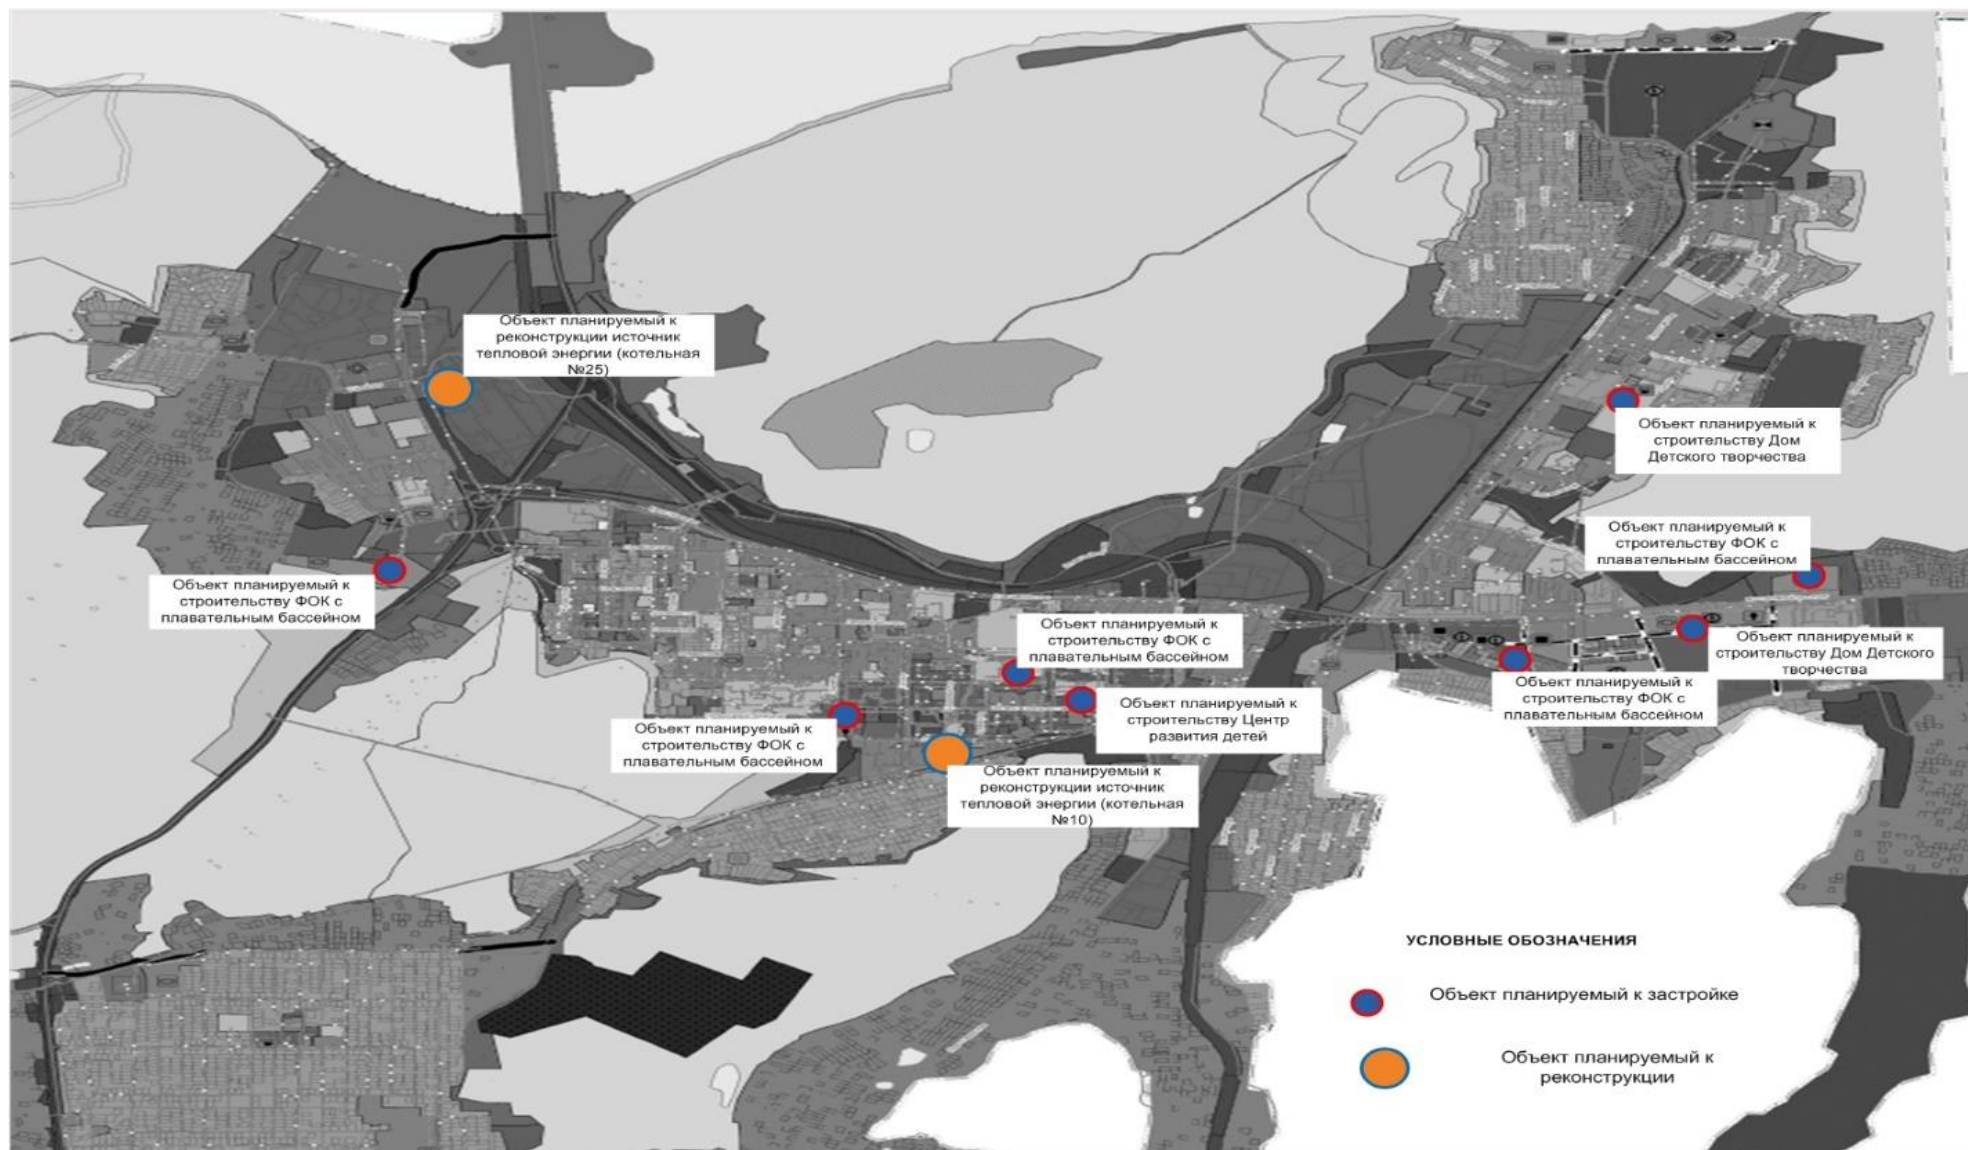 Объект планируемый к
реконструкции источник
тепловой энергии (котельная
№25)
Объект планируемый к
строительству Дом
Детского творчества
Объект планируемый к
строительству ФОК с
плавательным бассейном
Объект планируемый к
строительству ФОК с
плавательным бассейном
Объект планируемый к
строительству ФОК с
плавательным бассейном
Объект планируемый к
строительству Дом Детского
творчества
Объект планируемый к
строительству ФОК с
плавательным бассейном
Объект планируемый к
строительству Центр
развития детей
Объект планируемый к
строительству ФОК с
плавательным бассейном
Объект планируемый к
реконструкции источник
тепловой энергии (котельная
№10)
УСЛОВНЫЕ ОБОЗНАЧЕНИЯ
Объект планируемый к застройке
Объект планируемый к
реконструкции